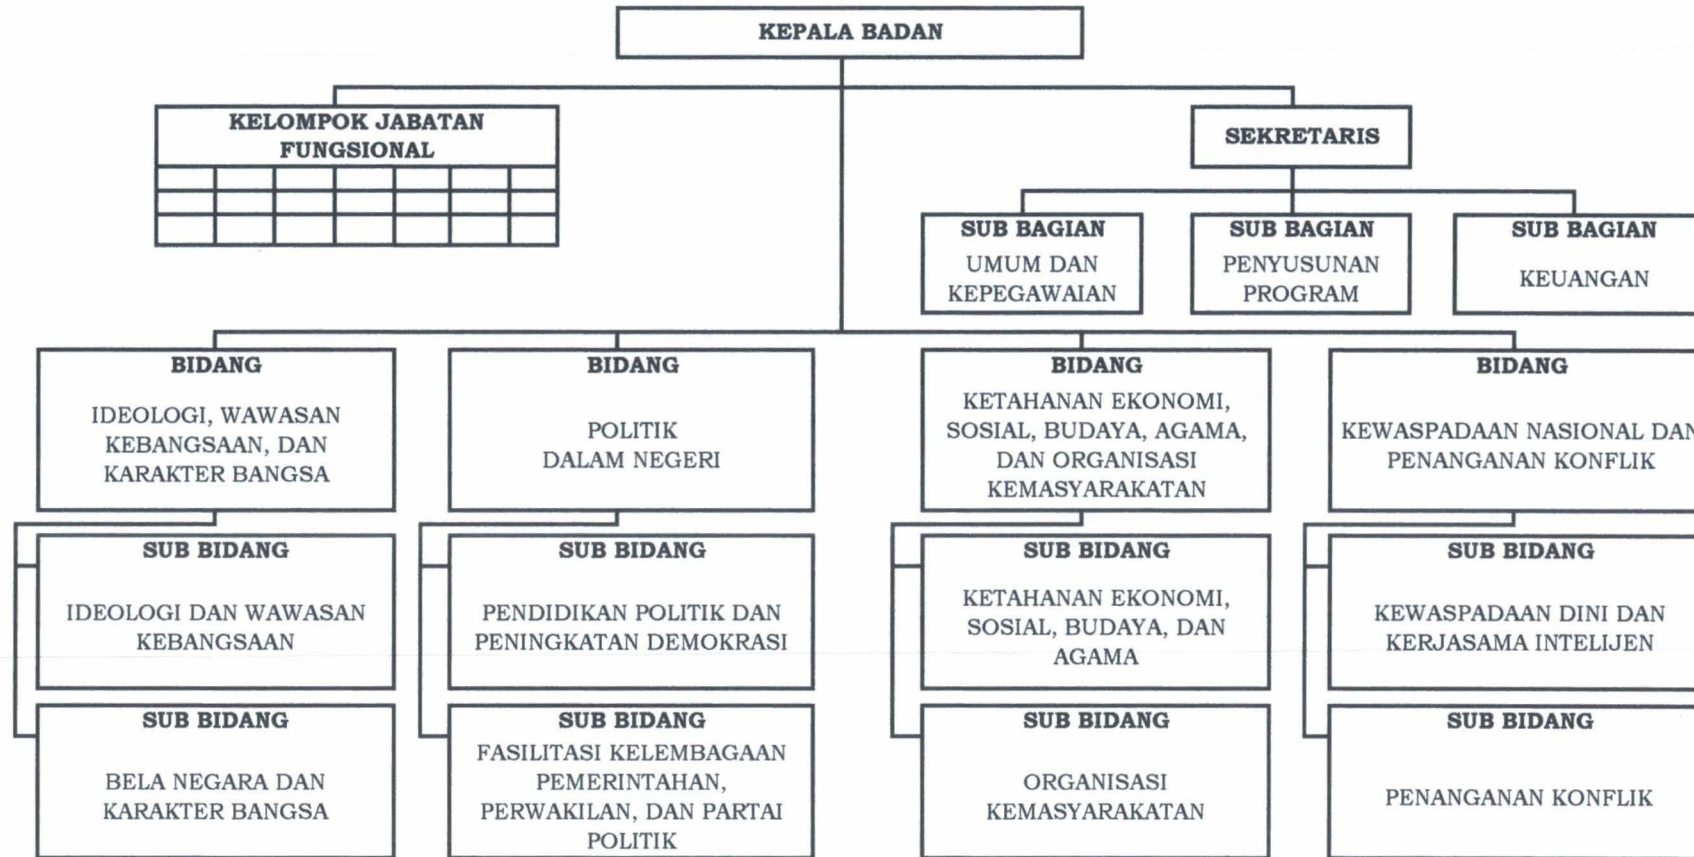 KEPALA BADAN
KELOMPOK JABATAN
FUNGSIONAL
SEKRETARIS
SUB BAGIAN
UMUM DAN
KEPEGAWAIAN
SUB BAGIAN
PENYUSUNAN
PROGRAM
SUB BAGIAN
KEUANGAN
BIDANG
IDEOLOGI, WAWASAN
KEBANGSAAN, DAN
KARAKTER BANGSA
BIDANG
POLITIK
DALAM NEGERI
BIDANG
KETAHANAN EKONOMI,
SOSIAL, BUDAYA, AGAMA,
DAN ORGANISASI
KEMASYARAKATAN
BIDANG
KEWASPADAAN NASIONAL DAN
PENANGANAN KONFLIK
SUB BIDANG
IDEOLOGI DAN WAWASAN
KEBANGSAAN
SUB BIDANG
PENDIDIKAN POLITIK DAN
PENINGKATAN DEMOKRASI
SUB BIDANG
KETAHANAN EKONOMI,
SOSIAL, BUDAYA, DAN
AGAMA
SUB BIDANG
KEWASPADAAN DINI DAN
KERJASAMA INTELIJEN
SUB BIDANG
BELA NEGARA DAN
KARAKTER BANGSA
SUB BIDANG
FASILITASI KELEMBAGAAN
PEMERINTAHAN,
PERWAKILAN, DAN PARTAI
POLITIK
SUB BIDANG
ORGANISASI
KEMASYARAKATAN
SUB BIDANG
PENANGANAN KONFLIK